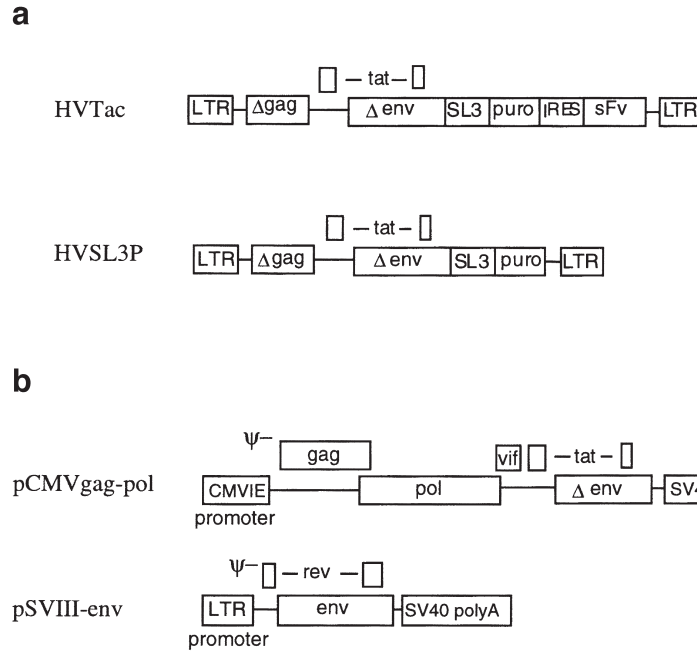 a
— tat —
HVTac LTR Δgag Δ env SL3 puro IRES sFv LTR
— tat —
HVSL3P LTR Δgag Δ env SL3 puro LTR
b
ψ–
gag vif — tat —
pCMVgag-pol CMVIE pol Δ env
promoter
ψ– — rev —
pSVIII-env LTR env SV40 polyA
promoter